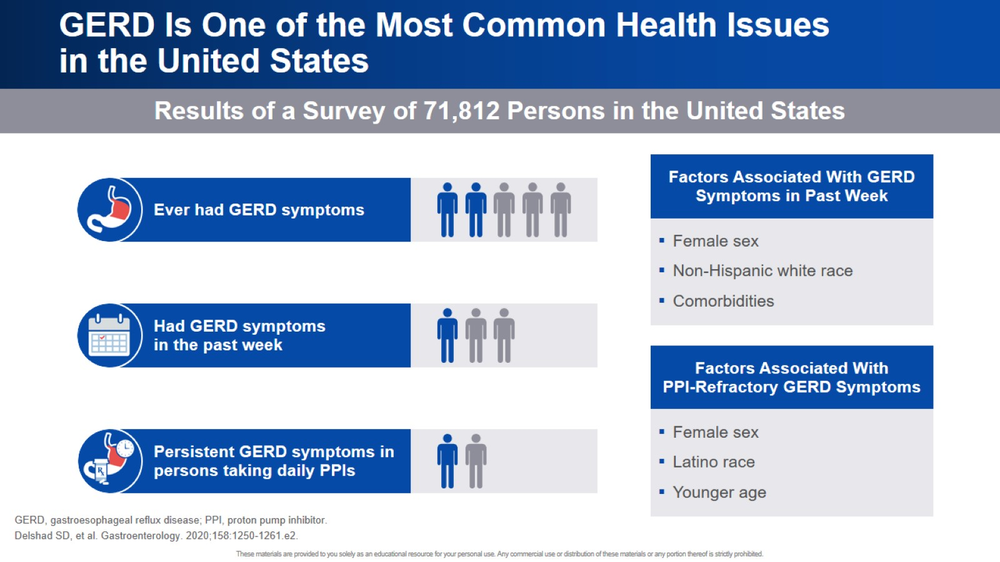 GERD Is One of the Most Common Health Issues
in the United States
Results of a Survey of 71,812 Persons in the United States
Ever had GERD symptoms
Had GERD symptoms
in the past week
Rx
Persistent GERD symptoms in
persons taking daily PPIs
Factors Associated With GERD
Symptoms in Past Week
▪ Female sex
▪ Non-Hispanic white race
▪ Comorbidities
Factors Associated With
PPI-Refractory GERD Symptoms
▪ Female sex
▪ Latino race
▪ Younger age
GERD, gastroesophageal reflux disease; PPI, proton pump inhibitor.
Delshad SD, et al. Gastroenterology. 2020;158:1250-1261.e2.
These materials are provided to you solely as an educational resource for your personal use. Any commercial use or distribution of these materials or any portion thereof is strictly prohibited.